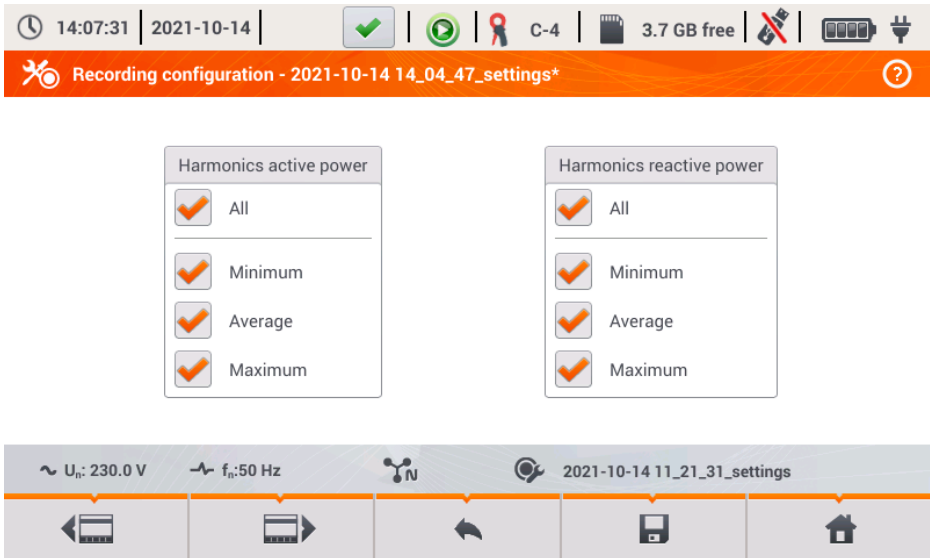 14:07:31 2021-10-14 C-4 3.7 GB free
Recording configuration - 2021-10-14 14_04_47_settings* ?
Harmonics active power
All
Minimum
Average
Maximum
Harmonics reactive power
All
Minimum
Average
Maximum
Un: 230.0 V fn:50 Hz N 2021-10-14 11_21_31_settings